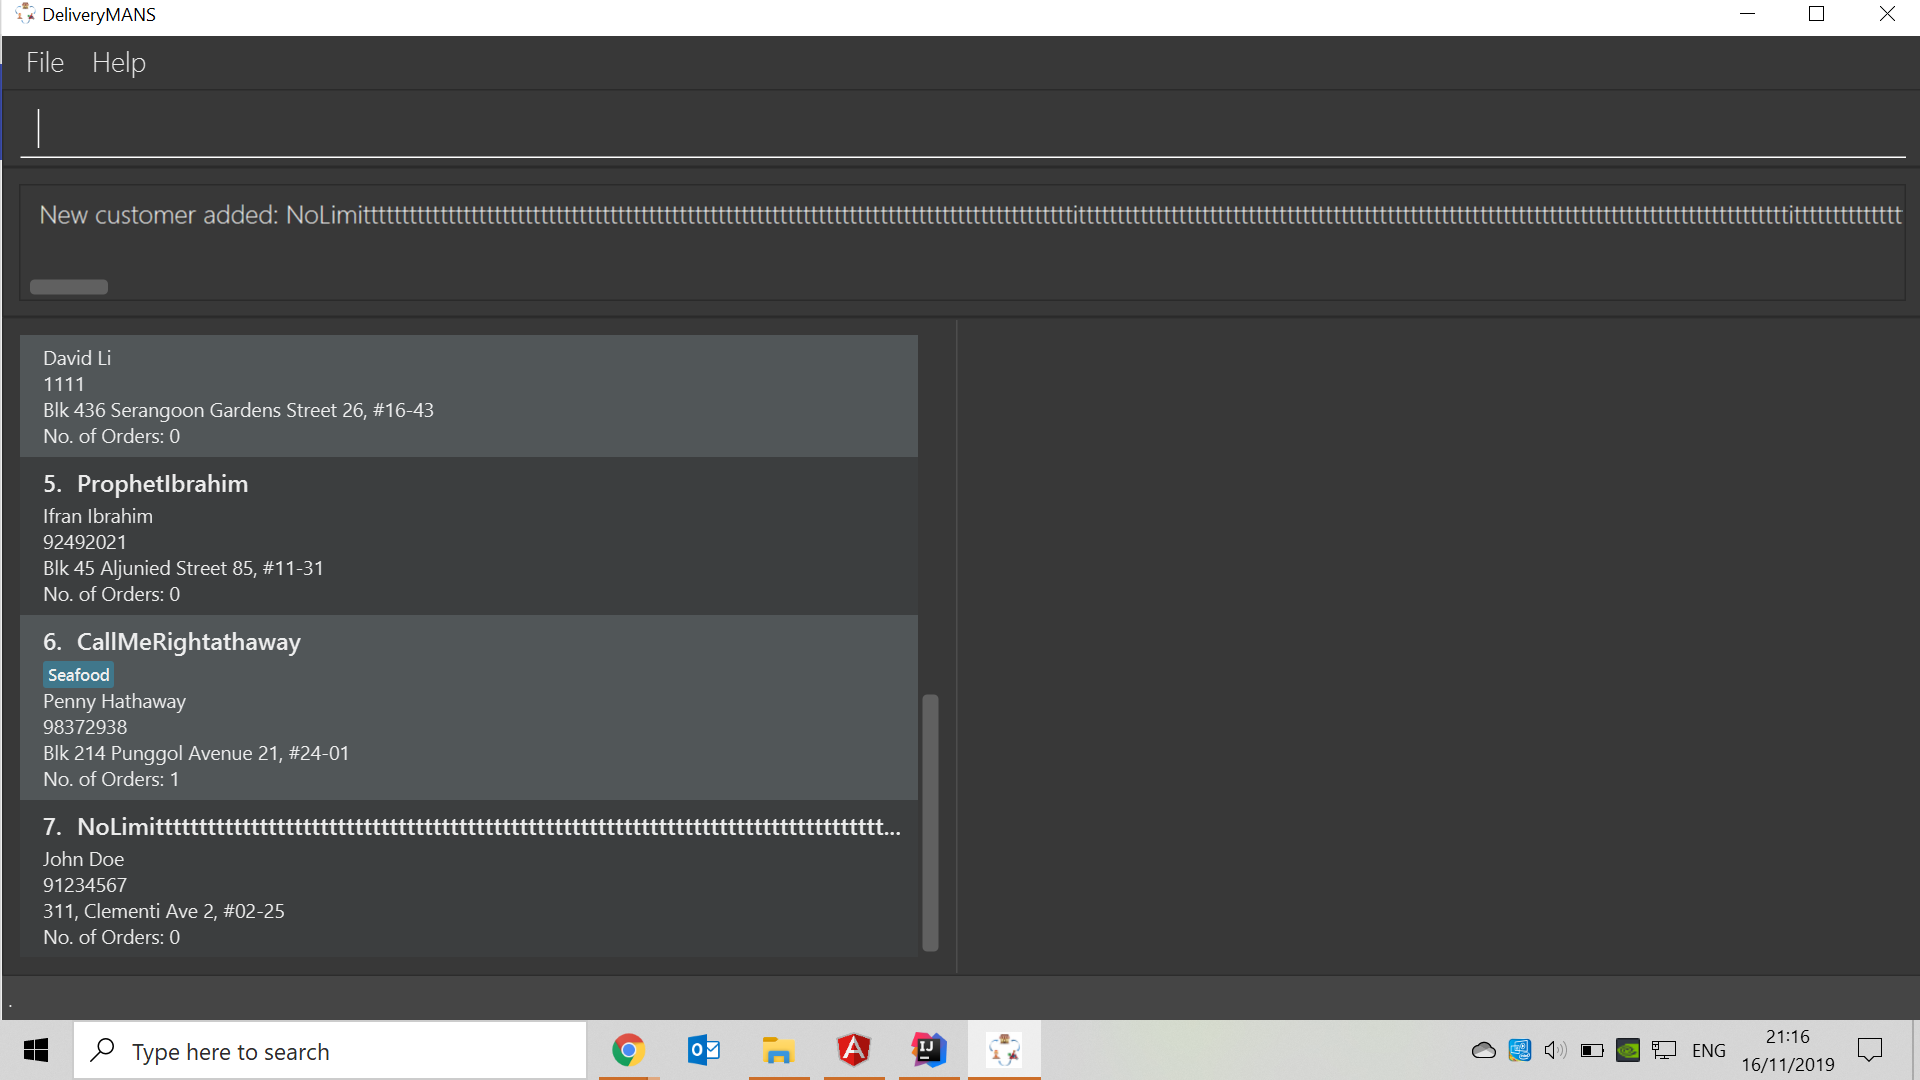 DeliveryMANS
File Help
New customer added: NoLimittttttttttttttttttttttttttttttttttttttttttttttttttttttttttttttttttttttttttttttttttttttttttttttititttttttttttttttttttttttttttttttttttttttttttttttttttttttttttttttttttttttttttttttttttttttttttttttitttttttttttttt
David Li
1111
Blk 436 Serangoon Gardens Street 26, #16-43
No. of Orders: 0
5. ProphetIbrahim
Ifran Ibrahim
92492021
Blk 45 Aljunied Street 85, #11-31
No. of Orders: 0
6. CallMeRightathaway
Seafood
Penny Hathaway
98372938
Blk 214 Punggol Avenue 21, #24-01
No. of Orders: 1
7. NoLimittttttttttttttttttttttttttttttttttttttttttttttttttttttttttttttttttttttttttttttttttttt...
John Doe
91234567
311, Clementi Ave 2, #02-25
No. of Orders: 0
.
Type here to search
ENG
21:16
16/11/2019